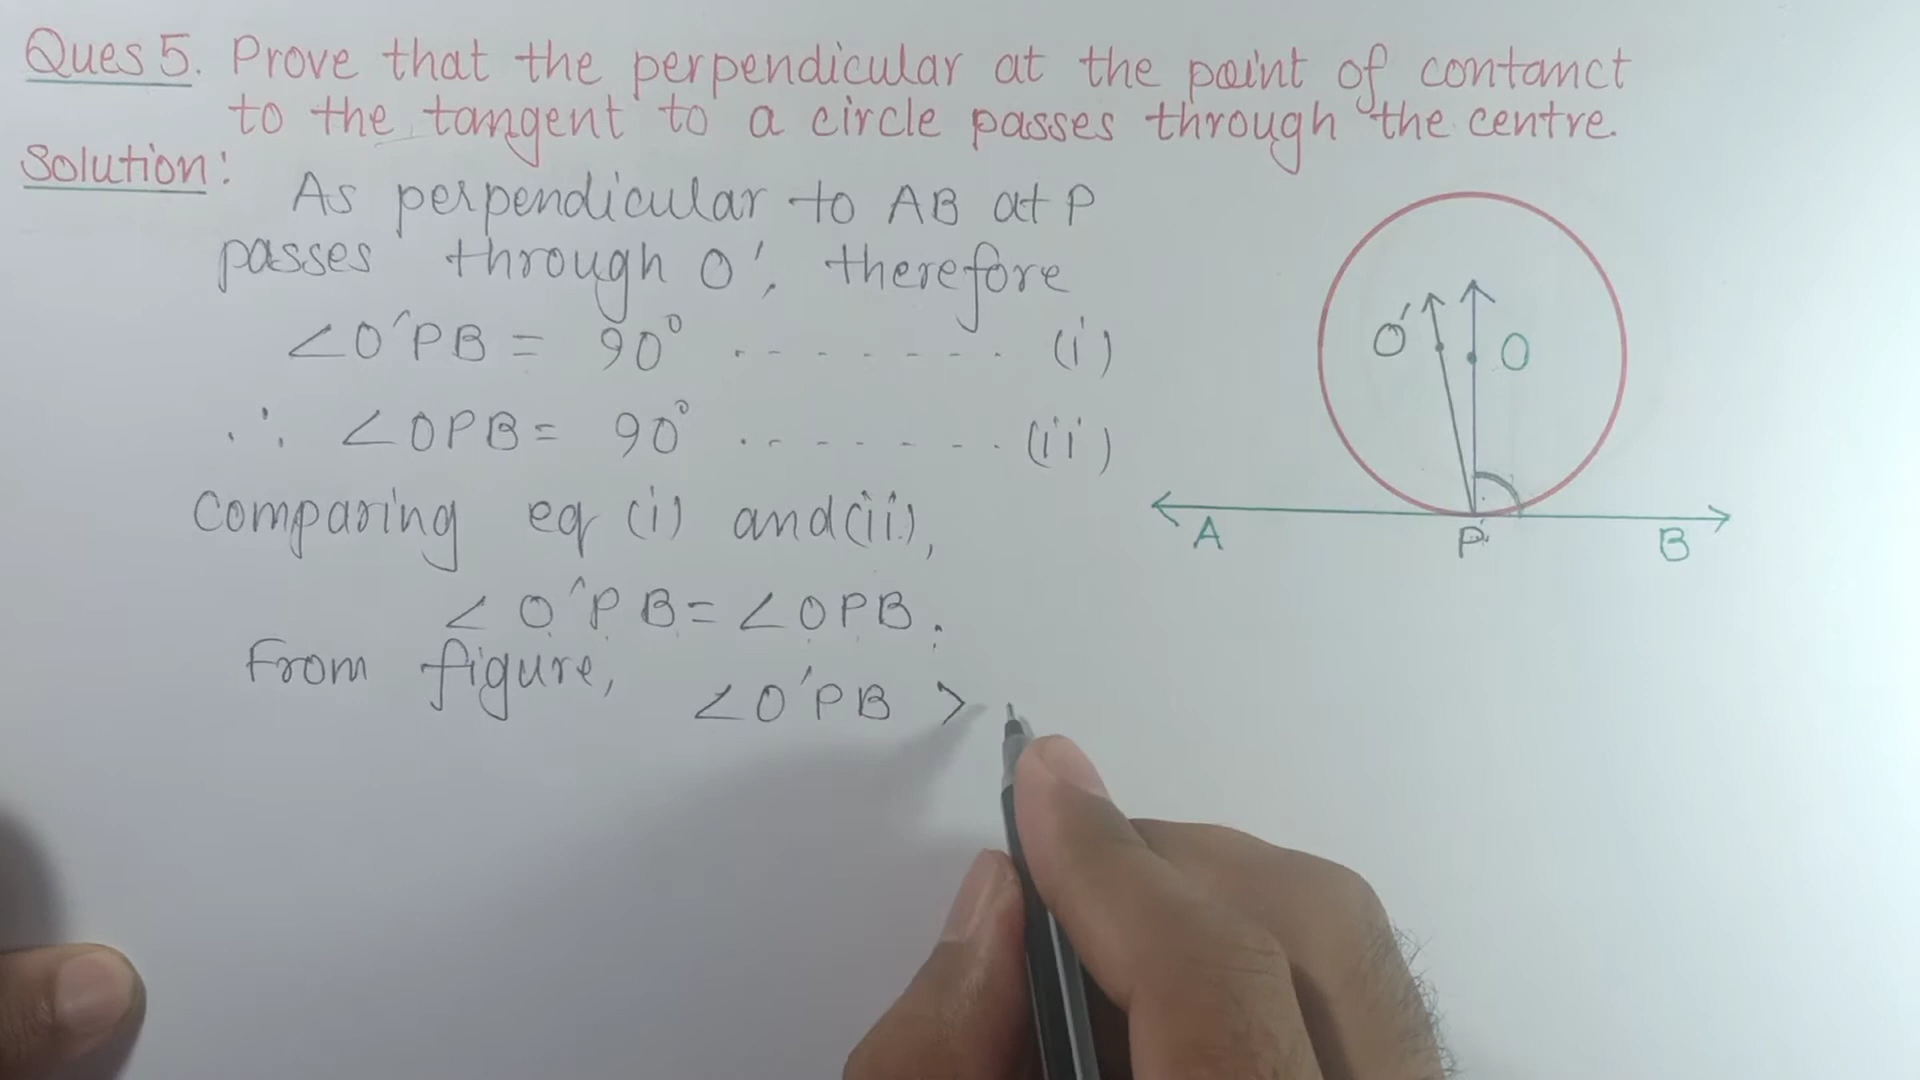 Ques 5. Prove that the perpendicular at the point of contanct
to the tangent to a circle passes through the centre.
Solution:
As perpendicular to AB at P
passes through O', therefore
∠O'PB = 90° ........ (i)
∴ ∠OPB = 90° ........ (ii)
Comparing eq (i) and (ii),
∠O'PB = ∠OPB.
From figure,
∠O'PB >
O'
O
A
P
B